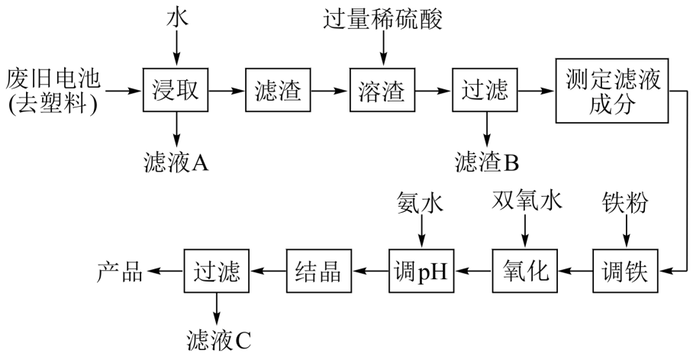 水
过量稀硫酸
废旧电池
(去塑料)
浸取
滤渣
溶渣
过滤
测定滤液
成分
滤液A
滤渣B
氨水
双氧水
铁粉
产品
过滤
结晶
调pH
氧化
调铁
滤液C